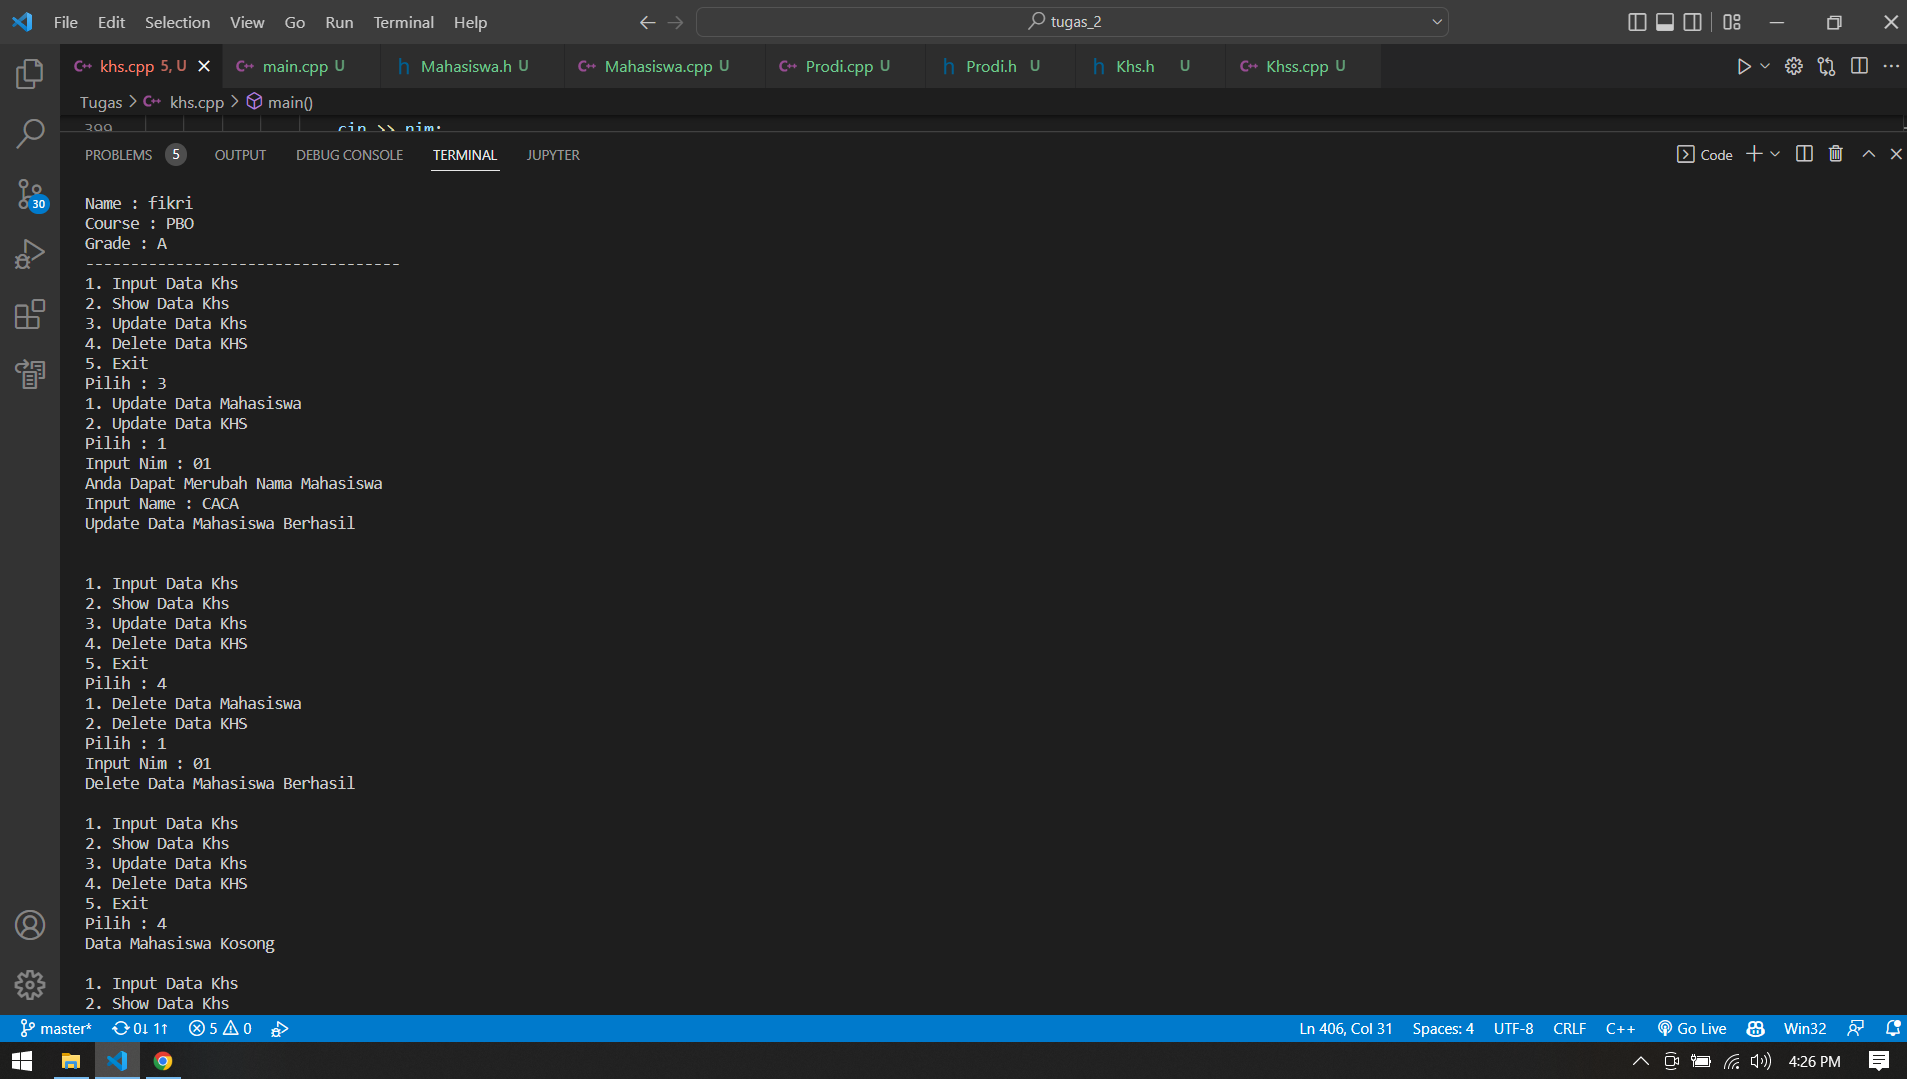 File Edit Selection View Go Run Terminal Help tugas_2
khs.cpp 5, U main.cpp U Mahasiswa.h U Mahasiswa.cpp U Prodi.cpp U Prodi.h U Khs.h U Khss.cpp U
Tugas > khs.cpp > main()
399 cin >> nim;
PROBLEMS 5 OUTPUT DEBUG CONSOLE TERMINAL JUPYTER Code
Name : fikri
Course : PBO
Grade : A
-----------------------------------
1. Input Data Khs
2. Show Data Khs
3. Update Data Khs
4. Delete Data KHS
5. Exit
Pilih : 3
1. Update Data Mahasiswa
2. Update Data KHS
Pilih : 1
Input Nim : 01
Anda Dapat Merubah Nama Mahasiswa
Input Name : CACA
Update Data Mahasiswa Berhasil
1. Input Data Khs
2. Show Data Khs
3. Update Data Khs
4. Delete Data KHS
5. Exit
Pilih : 4
1. Delete Data Mahasiswa
2. Delete Data KHS
Pilih : 1
Input Nim : 01
Delete Data Mahasiswa Berhasil
1. Input Data Khs
2. Show Data Khs
3. Update Data Khs
4. Delete Data KHS
5. Exit
Pilih : 4
Data Mahasiswa Kosong
1. Input Data Khs
2. Show Data Khs
30
master* 0↓ 1↑ 5 0 Ln 406, Col 31 Spaces: 4 UTF-8 CRLF C++ Go Live Win32
4:26 PM